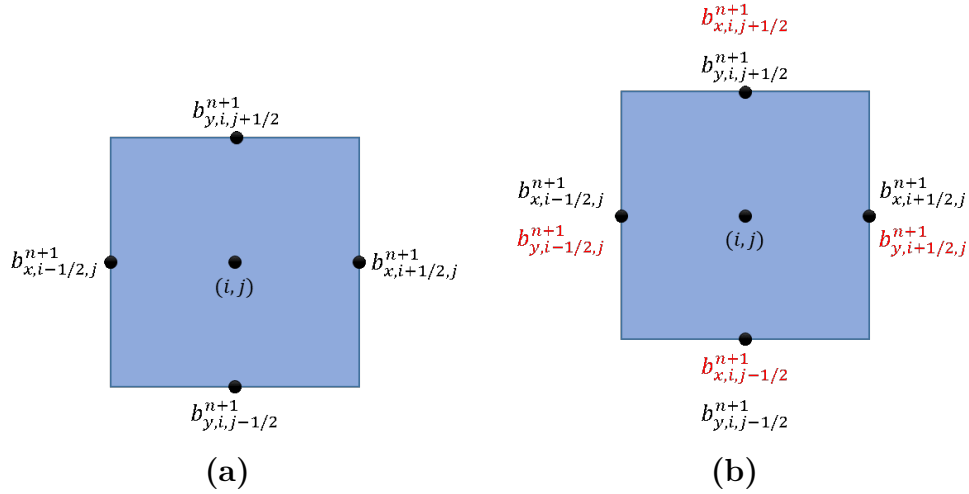 b^{n+1}_{y,i,j+1/2}
b^{n+1}_{x,i-1/2,j}
(i,j)
b^{n+1}_{x,i+1/2,j}
b^{n+1}_{y,i,j-1/2}
(a)
b^{n+1}_{x,i,j+1/2}
b^{n+1}_{y,i,j+1/2}
b^{n+1}_{x,i-1/2,j}
b^{n+1}_{y,i-1/2,j}
(i,j)
b^{n+1}_{x,i+1/2,j}
b^{n+1}_{y,i+1/2,j}
b^{n+1}_{x,i,j-1/2}
b^{n+1}_{y,i,j-1/2}
(b)